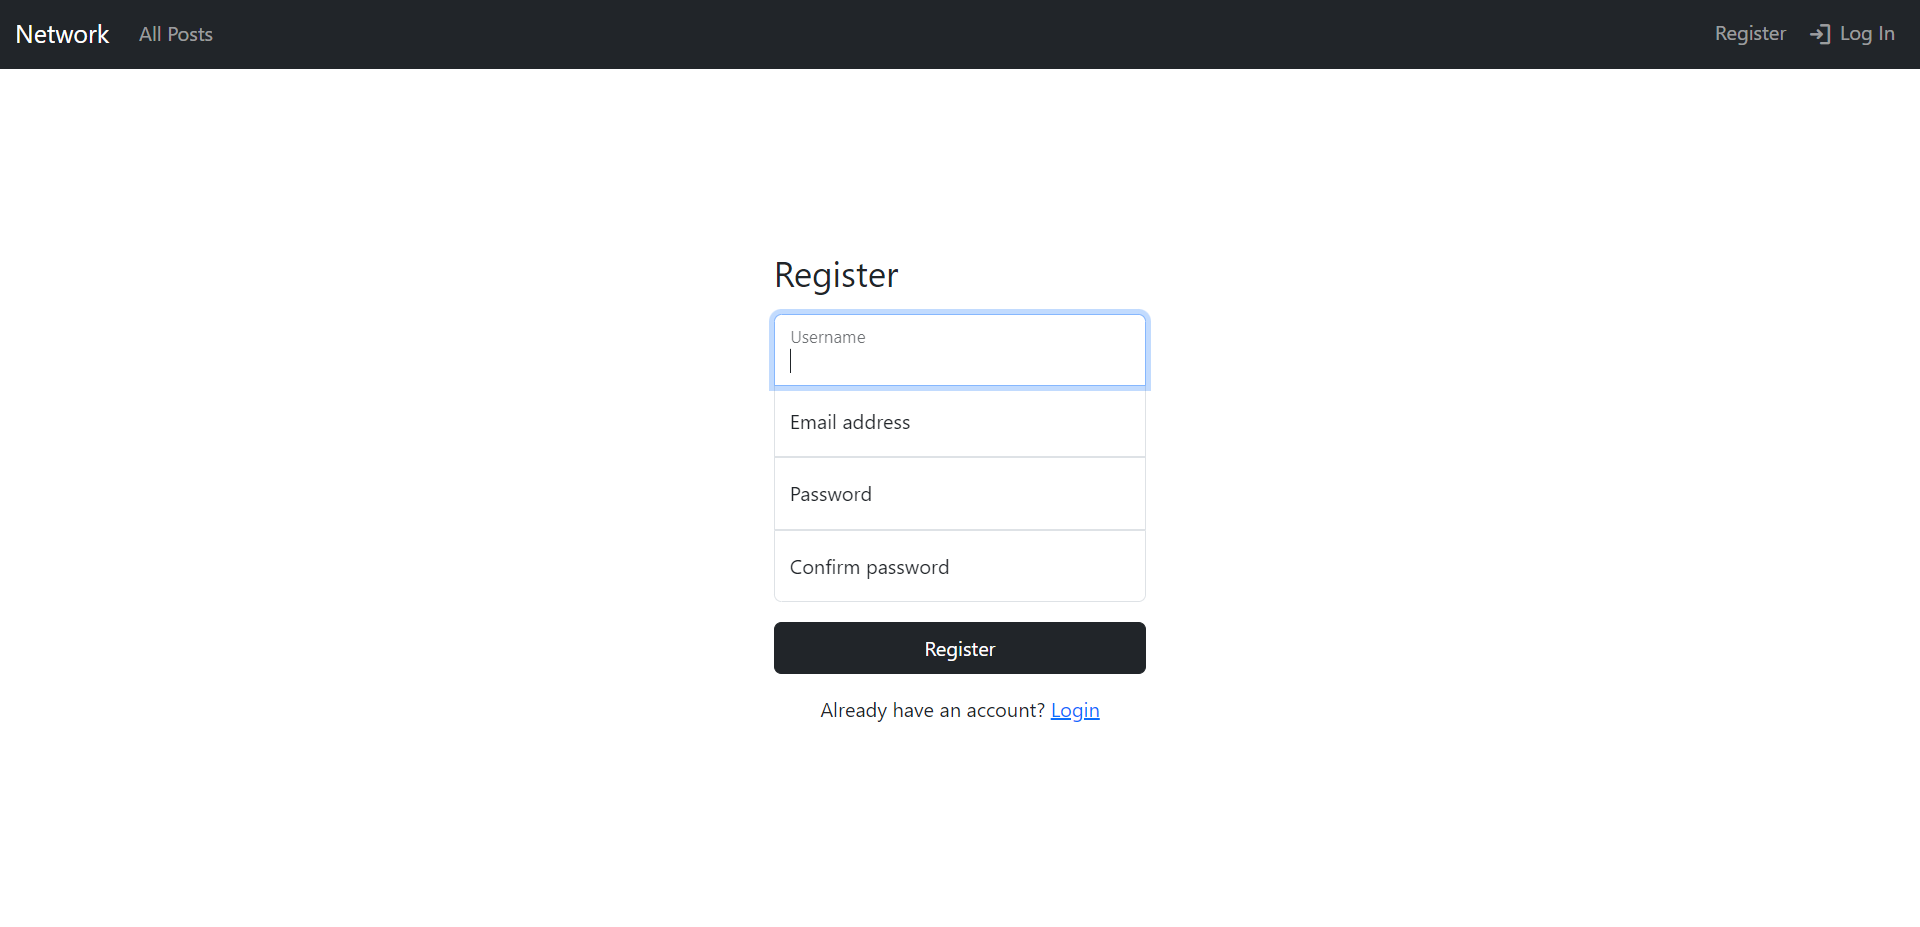 Network All Posts Register Log In
Register
Username
Email address
Password
Confirm password
Register
Already have an account? Login